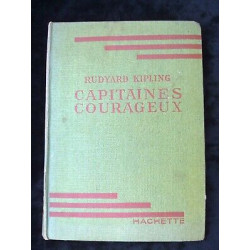 RUDYARD KIPLING
CAPITAINES
COURAGEUX
HACHETTE